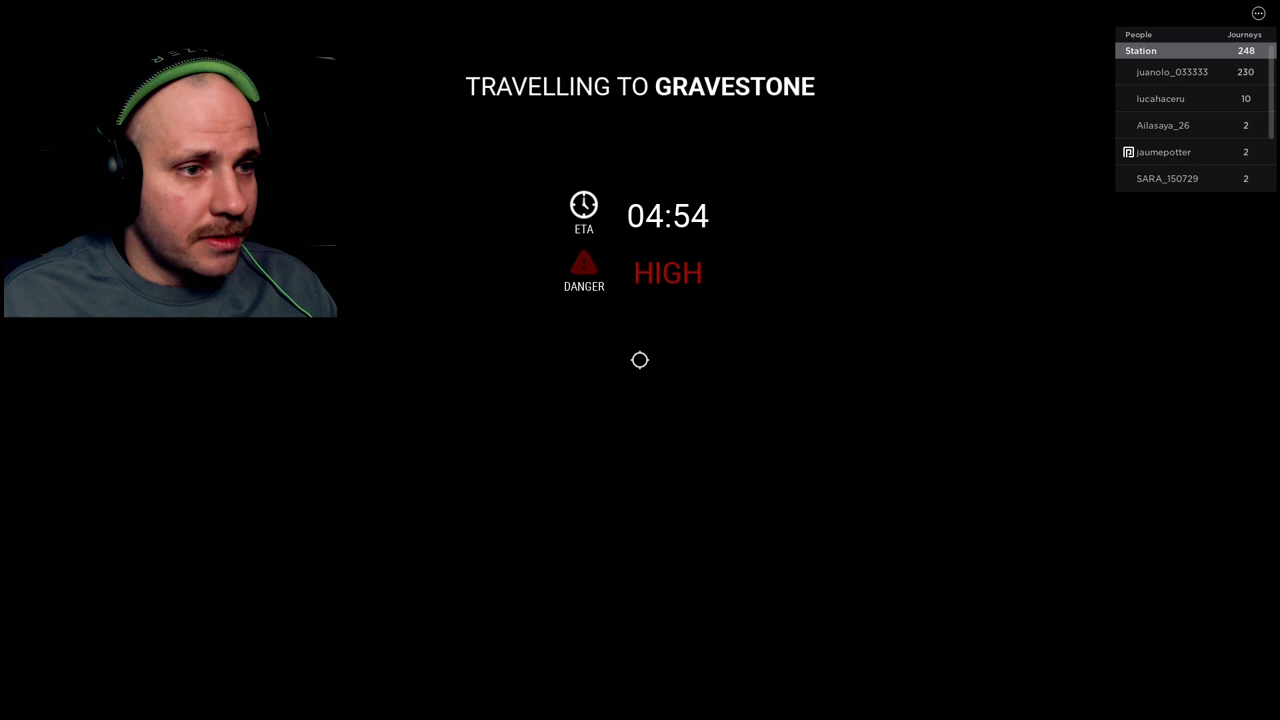 TRAVELLING TO GRAVESTONE
ETA
04:54
DANGER
HIGH
People Journeys
Station 248
juanolo_033333 230
lucahaceru 10
Ailasaya_26 2
jaumepotter 2
SARA_150729 2